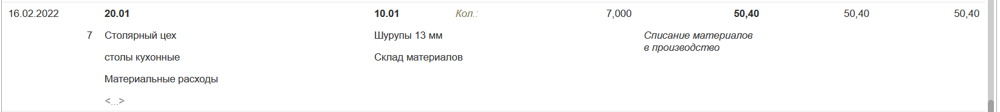 16.02.2022 20.01 10.01 Кол.: 7,000 50,40 50,40 50,40
7 Столярный цех Шурупы 13 мм Списание материалов
в производство
столы кухонные Склад материалов
Материальные расходы
<...>